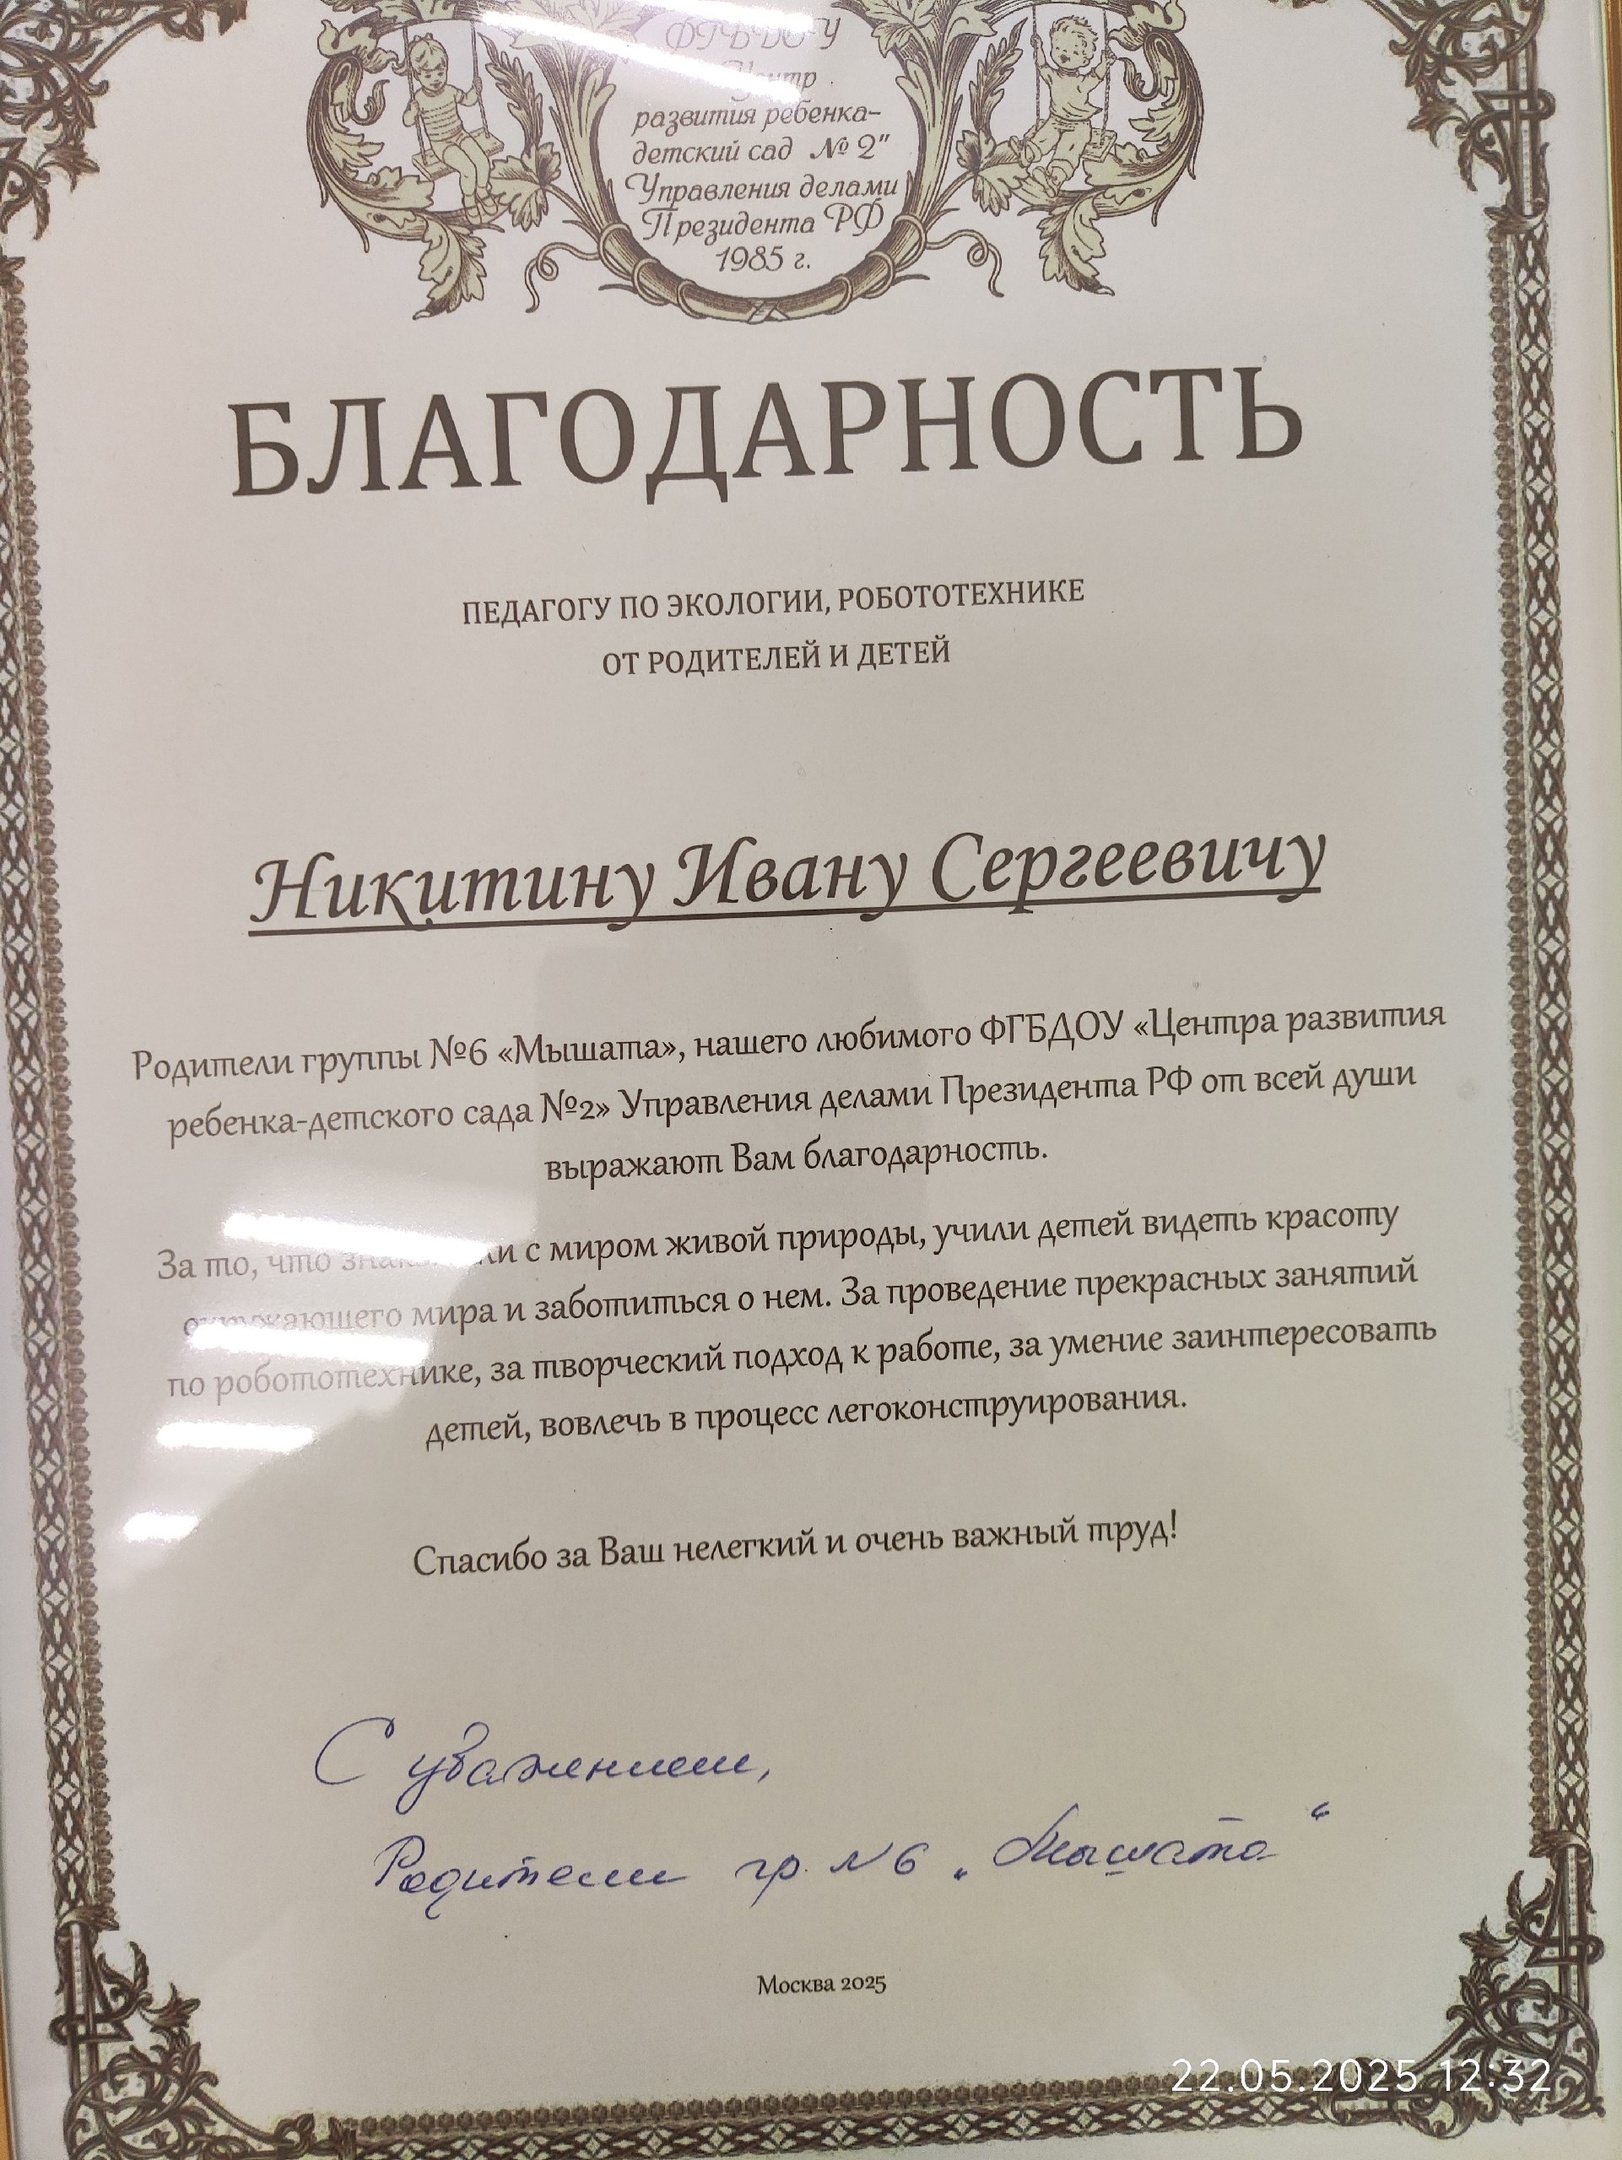 ФГБДОУ
Центр
развития ребенка-
детский сад № 2"
Управления делами
Президента РФ
1985 г.
БЛАГОДАРНОСТЬ
ПЕДАГОГУ ПО ЭКОЛОГИИ, РОБОТОТЕХНИКЕ
ОТ РОДИТЕЛЕЙ И ДЕТЕЙ
Никитину Ивану Сергеевичу
Родители группы №6 «Мышата», нашего любимого ФГБДОУ «Центра развития
ребенка-детского сада №2» Управления делами Президента РФ от всей души
выражают Вам благодарность.
За то, что с миром живой природы, учили детей видеть красоту
окружающего мира и заботиться о нем. За проведение прекрасных занятий
по робототехнике, за творческий подход к работе, за умение заинтересовать
детей, вовлечь в процесс легоконструирования.
Спасибо за Ваш нелегкий и очень важный труд!
С уважением,
Родители гр. №6 „Мышата“
Москва 2025
22.05.2025 12:32